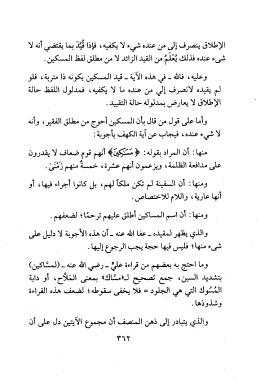 الإطلاق ينصرف إلى من عنده شيء لا يكفيه، فإذا قُيِّدَ بما يقتضي أنه لا
شيء عنده فذلك يُعْلَمُ من القيد الزائد لا من مطلق لفظ المسكين.
وعليه، فالله ـ في هذه الآية ـ قيد المسكين بكونه ذا متربة، فلو
لم يقيده لانصرف إلى من عنده ما لا يكفيه، فمدلول اللفظ حالة
الإطلاق لا يعارض بمدلوله حالة التقييد.
وأما على قول من قال بأن المسكين أحوج من مطلق الفقير، وأنه
لا شيء عنده، فيجاب عن آية الكهف بأجوبة:
منها: أن المراد بقوله: ﴿مَسَٰكِينَ﴾ أنهم قوم ضعاف لا يقدرون
على مدافعة الظلمة، ويزعمون أنهم عشرة، خمسة منهم زَمْنَىٰ.
ومنها: أن السفينة لم تكن ملكاً لهم، بل كانوا أجراء فيها، أو
أنها عارية، واللام للاختصاص.
ومنها: أن اسم المساكين أطلق عليهم ترحمًا؛ لضعفهم.
والذي يظهر لمقيده ـ عفا الله عنه ـ أن هذه الأجوبة لا دليل على
شيء منها؛ فليس فيها حجة يجب الرجوع إليها.
وما احتج به بعضهم من قراءة عليٍّ ـ رضي الله عنه ـ (لمسَّاكين)
بتشديد السين، جمع تصحيح لـ«مسَّاك» بمعنى المَلَّاح، أو دابة
المُسوك التي هي الجلود = فلا يخفى سقوطه؛ لضعف هذه القراءة
وشذوذها.
والذي يتبادر إلى ذهن المنصف أن مجموع الآيتين دل على أن
٣٦٢